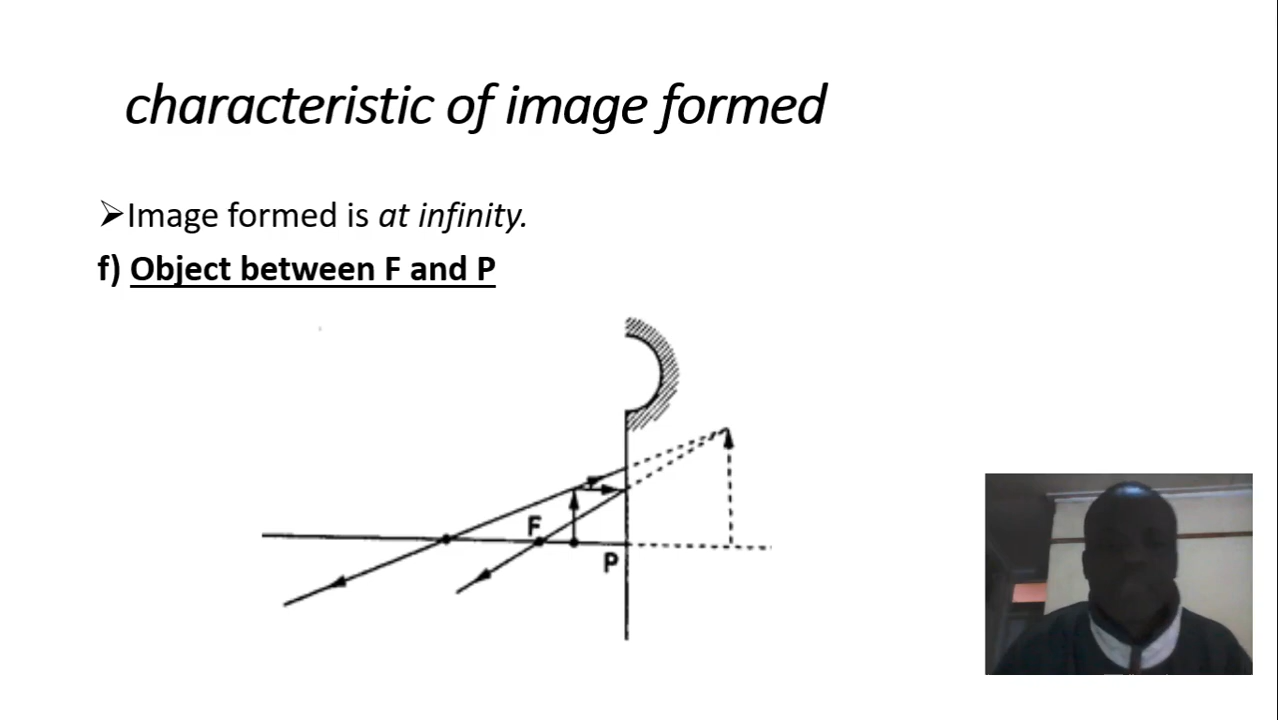 characteristic of image formed
➢Image formed is at infinity.
f) Object between F and P
F
P